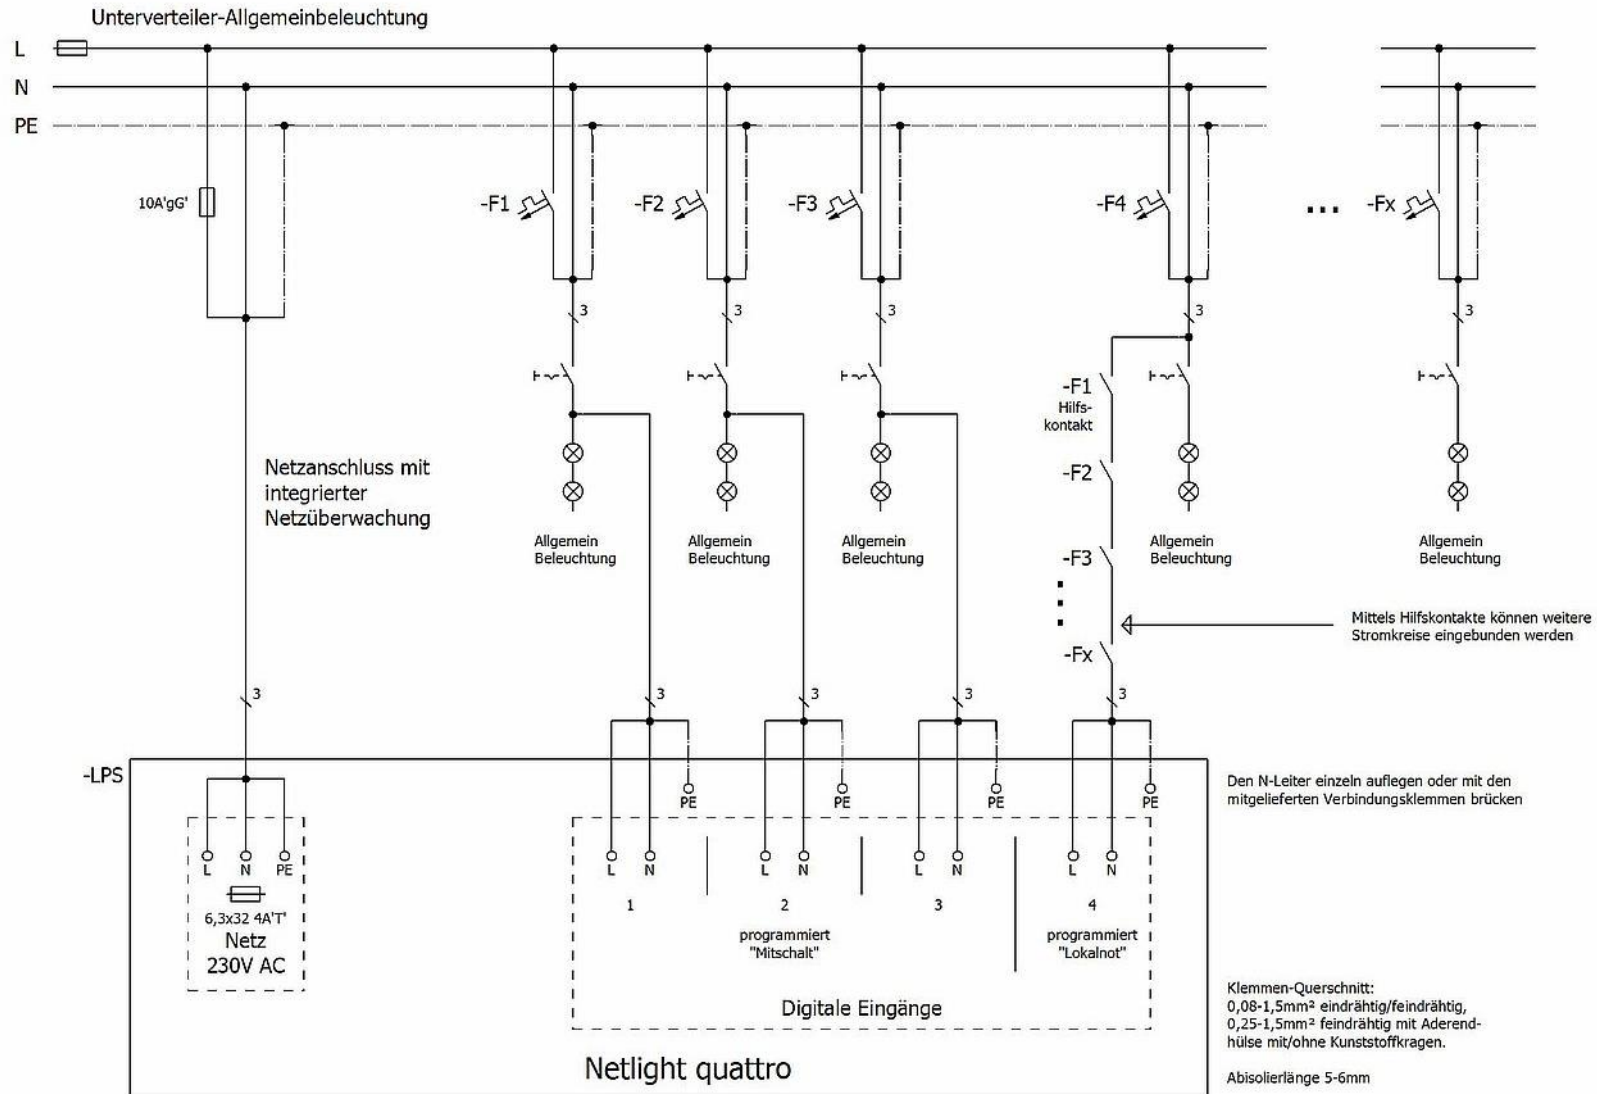 Unterverteiler-Allgemeinbeleuchtung
L
N
PE
10A'gG'
-F1
-F2
-F3
-F4
...
-Fx
3
3
3
3
3
-F1
Hilfs-
kontakt
-F2
-F3
-Fx
Netzanschluss mit
integrierter
Netzüberwachung
Allgemein
Beleuchtung
Allgemein
Beleuchtung
Allgemein
Beleuchtung
Allgemein
Beleuchtung
Allgemein
Beleuchtung
Mittels Hilfskontakte können weitere
Stromkreise eingebunden werden
3
3
3
3
3
-LPS
PE
PE
PE
PE
Den N-Leiter einzeln auflegen oder mit den
mitgelieferten Verbindungsklemmen brücken
L
N
PE
L
N
L
N
L
N
L
N
6,3x32 4A'T'
Netz
230V AC
1
2
3
4
programmiert
"Mitschalt"
programmiert
"Lokalnot"
Digitale Eingänge
Netlight quattro
Klemmen-Querschnitt:
0,08-1,5mm² eindrähtig/feindrähtig,
0,25-1,5mm² feindrähtig mit Aderend-
hülse mit/ohne Kunststoffkragen.
Abisolierlänge 5-6mm